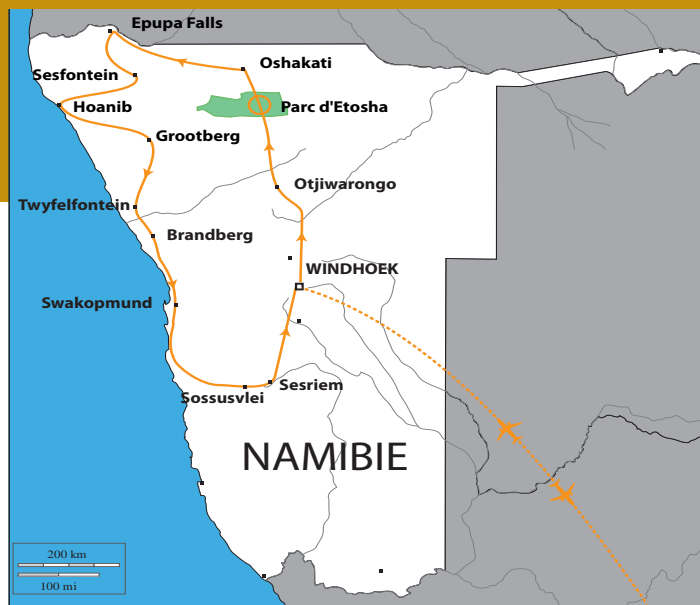 Epupa Falls
Oshakati
Sesfontein
Hoanib
Parc d'Etosha
Grootberg
Otjiwarongo
Twyfelfontein
Brandberg
WINDHOEK
Swakopmund
Sesriem
Sossusvlei
NAMIBIE
200 km
100 mi